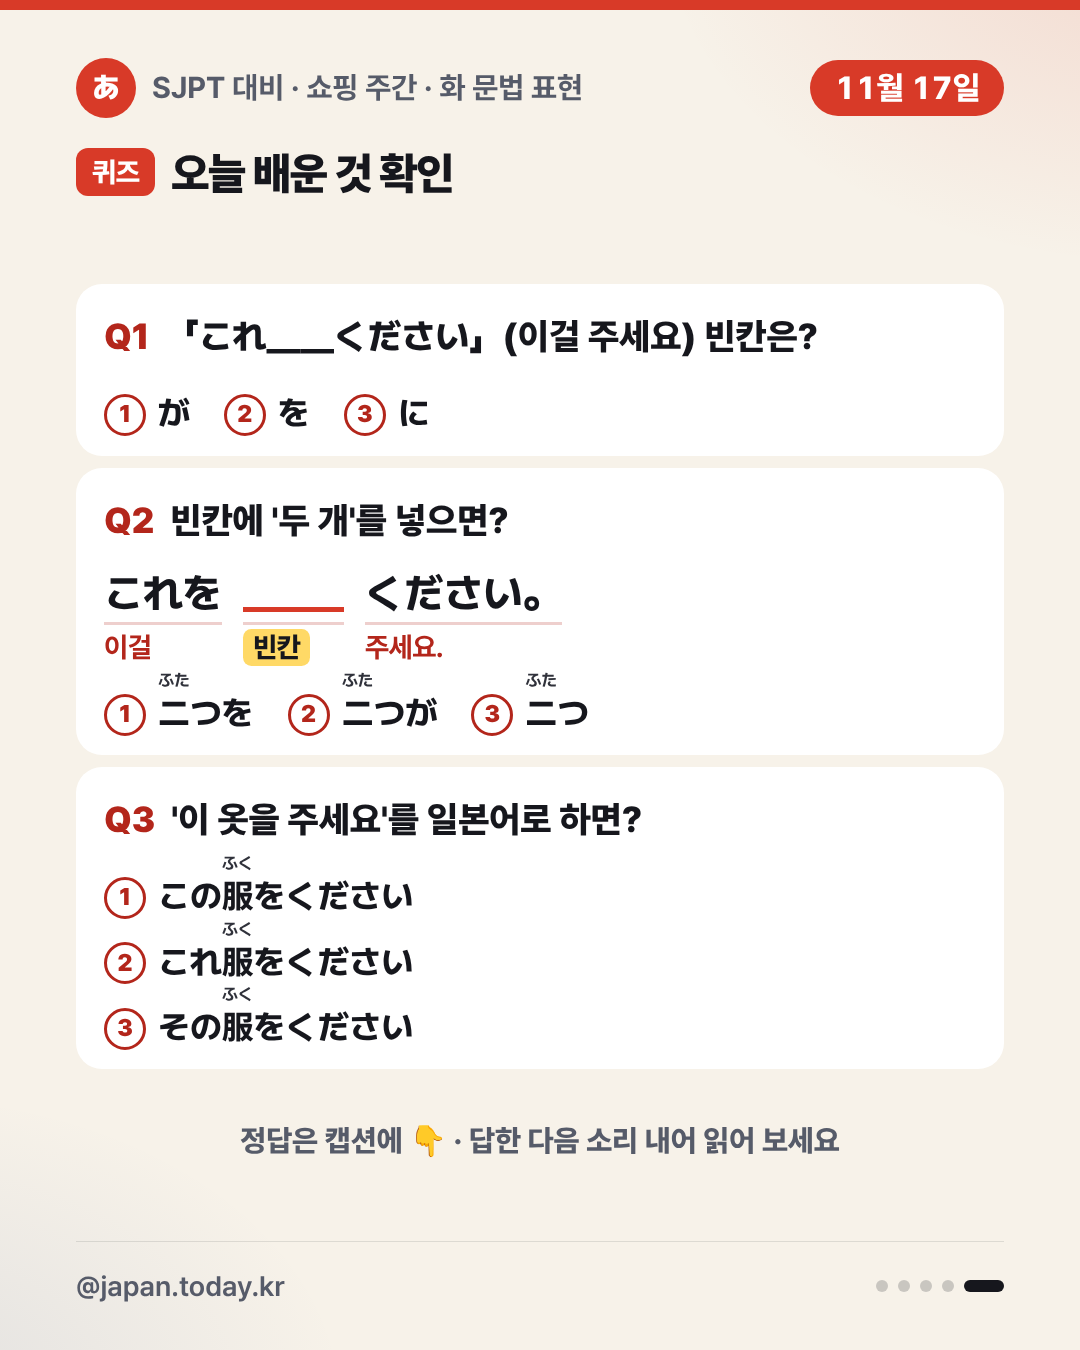 あ SJPT 대비 · 쇼핑 주간 · 화 문법 표현
11월 17일
퀴즈 오늘 배운 것 확인
Q1 「これ____ください」(이걸 주세요) 빈칸은?
① が ② を ③ に
Q2 빈칸에 '두 개'를 넣으면?
これを ____ ください。
이걸 빈칸 주세요.
ふた ふた ふた
① 二つを ② 二つが ③ 二つ
Q3 '이 옷을 주세요'를 일본어로 하면?
ふく
① この服をください
ふく
② これ服をください
ふく
③ その服をください
정답은 캡션에 👇 · 답한 다음 소리 내어 읽어 보세요
@japan.today.kr